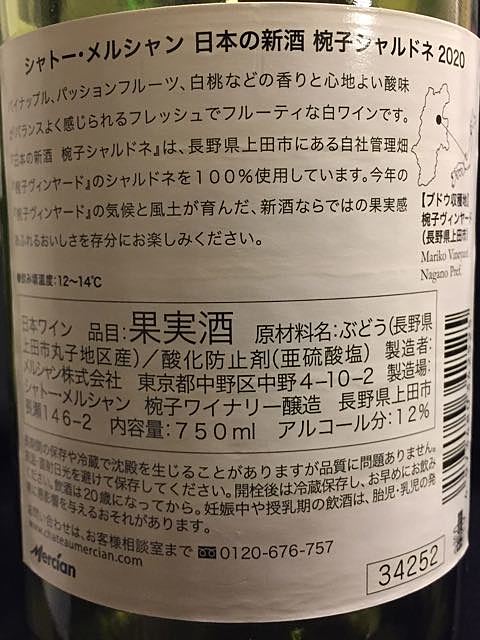 シャトー・メルシャン 日本の新酒 椀子シャルドネ 2020
パイナップル、パッションフルーツ、白桃などの香りと心地よい酸味
がバランスよく感じられるフレッシュでフルーティな白ワインです。
『日本の新酒 椀子シャルドネ』は、長野県上田市にある自社管理畑
『椀子ヴィンヤード』のシャルドネを100%使用しています。今年の
『椀子ヴィンヤード』の気候と風土が育んだ、新酒ならではの果実感
あふれるおいしさを存分にお楽しみください。
【ブドウ収穫地】
椀子ヴィンヤード
(長野県上田市)
Mariko Vineyard
Nagano Pref.
●飲み頃温度:12~14℃
日本ワイン 品目:果実酒 原材料名:ぶどう(長野県
上田市丸子地区産)/酸化防止剤(亜硫酸塩) 製造者:
メルシャン株式会社 東京都中野区中野4-10-2 製造場:
シャトー・メルシャン 椀子ワイナリー醸造 長野県上田市
長瀬146-2 内容量:750ml アルコール分:12%
長期間の保存や冷蔵で沈殿を生じることがありますが品質に問題ありません。
高温・直射日光を避けて保存してください。開栓後は冷蔵保存し、お早めにお飲み
ください。飲酒は20歳になってから。妊娠中や授乳期の飲酒は、胎児・乳児の発
育に悪影響を与えるおそれがあります。
お問い合わせは、お客様相談室まで 0120-676-757
www.chateaumercian.com
Mercian
34252